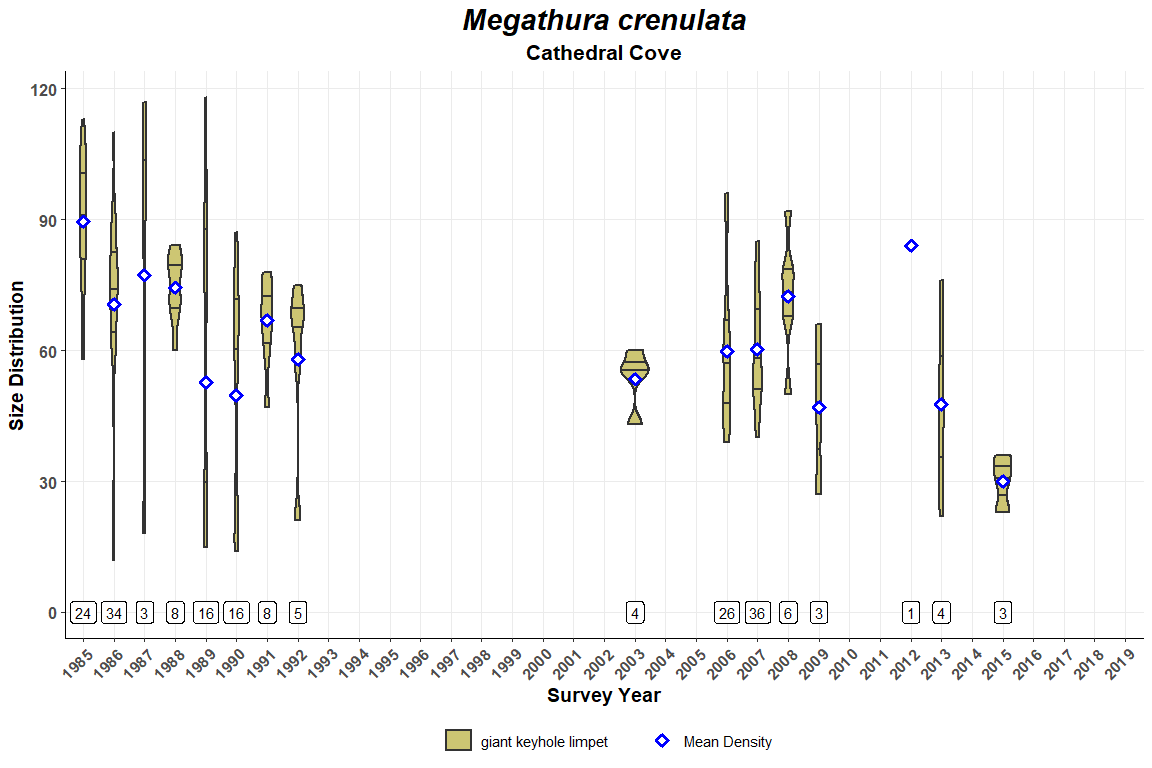 Megathura crenulata
Cathedral Cove
Size Distribution
120
90
60
30
0
24 34 3 8 16 16 8 5 4 26 36 6 3 1 4 3
1985 1986 1987 1988 1989 1990 1991 1992 1993 1994 1995 1996 1997 1998 1999 2000 2001 2002 2003 2004 2005 2006 2007 2008 2009 2010 2011 2012 2013 2014 2015 2016 2017 2018 2019
Survey Year
giant keyhole limpet Mean Density